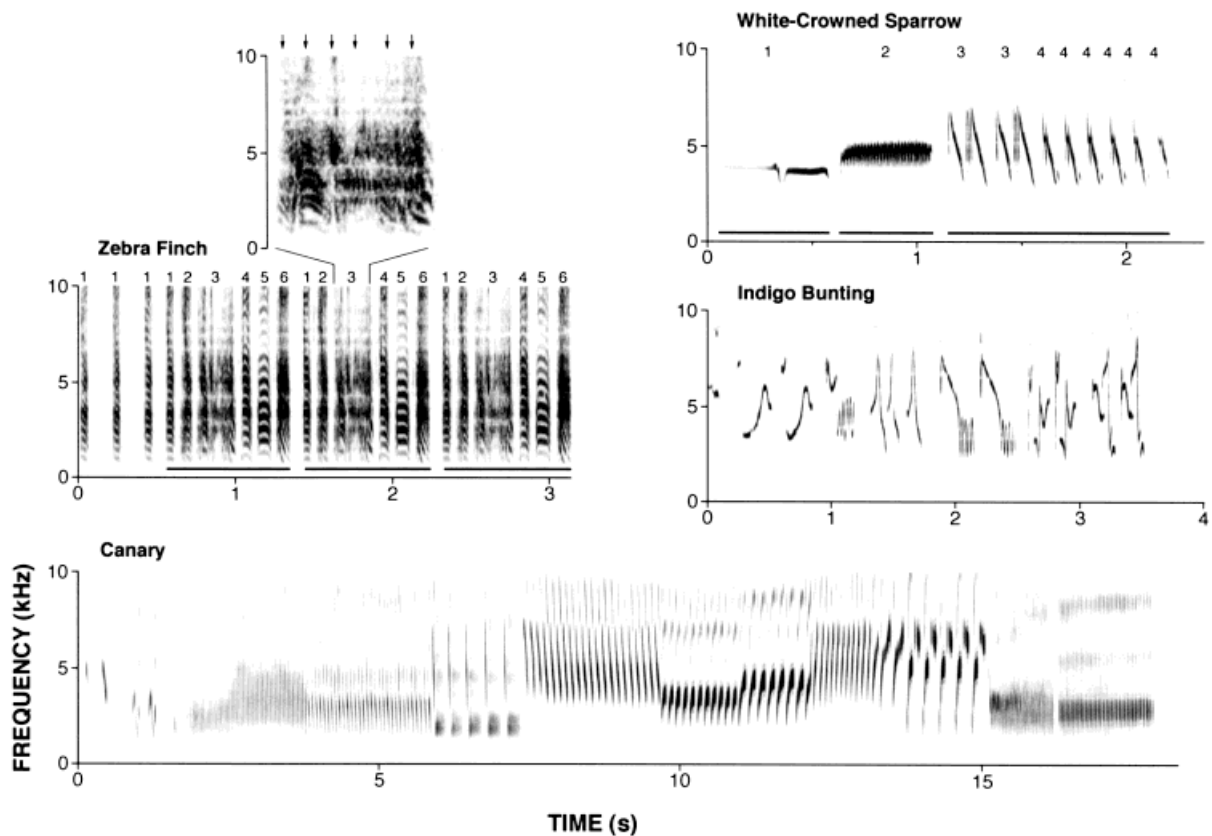 White-Crowned Sparrow
10
5
0
1 2 3 3 4 4 4 4 4 4
0 1 2
10
5
0
Zebra Finch
10
5
0
1 1 1 1 2 3 4 5 6 1 2 3 4 5 6 1 2 3 4 5 6
0 1 2 3
Indigo Bunting
10
5
0
0 1 2 3 4
Canary
10
5
0
0 5 10 15
FREQUENCY (kHz)
TIME (s)